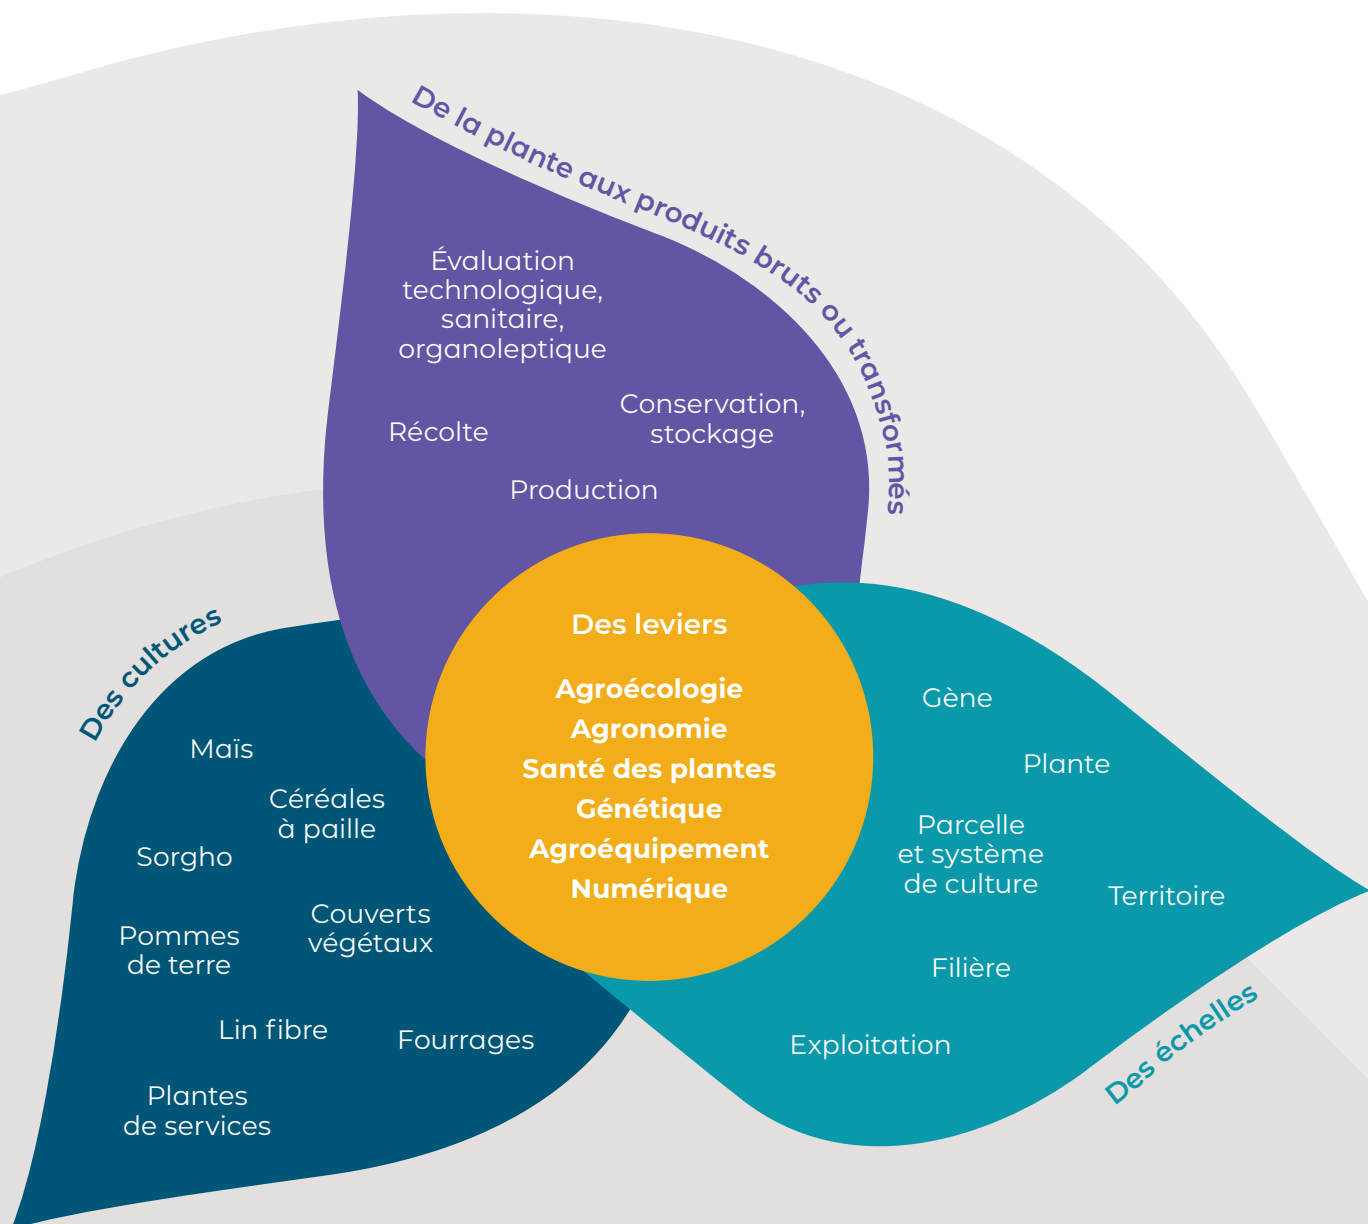 De la plante aux produits bruts ou transformés
Évaluation
technologique,
sanitaire,
organoleptique
Conservation,
stockage
Récolte
Production
Des leviers
Agroécologie
Agronomie
Santé des plantes
Génétique
Agroéquipement
Numérique
Des cultures
Maïs
Céréales
à paille
Sorgho
Couverts
végétaux
Pommes
de terre
Lin fibre
Fourrages
Plantes
de services
Gène
Plante
Parcelle
et système
de culture
Territoire
Filière
Exploitation
Des échelles